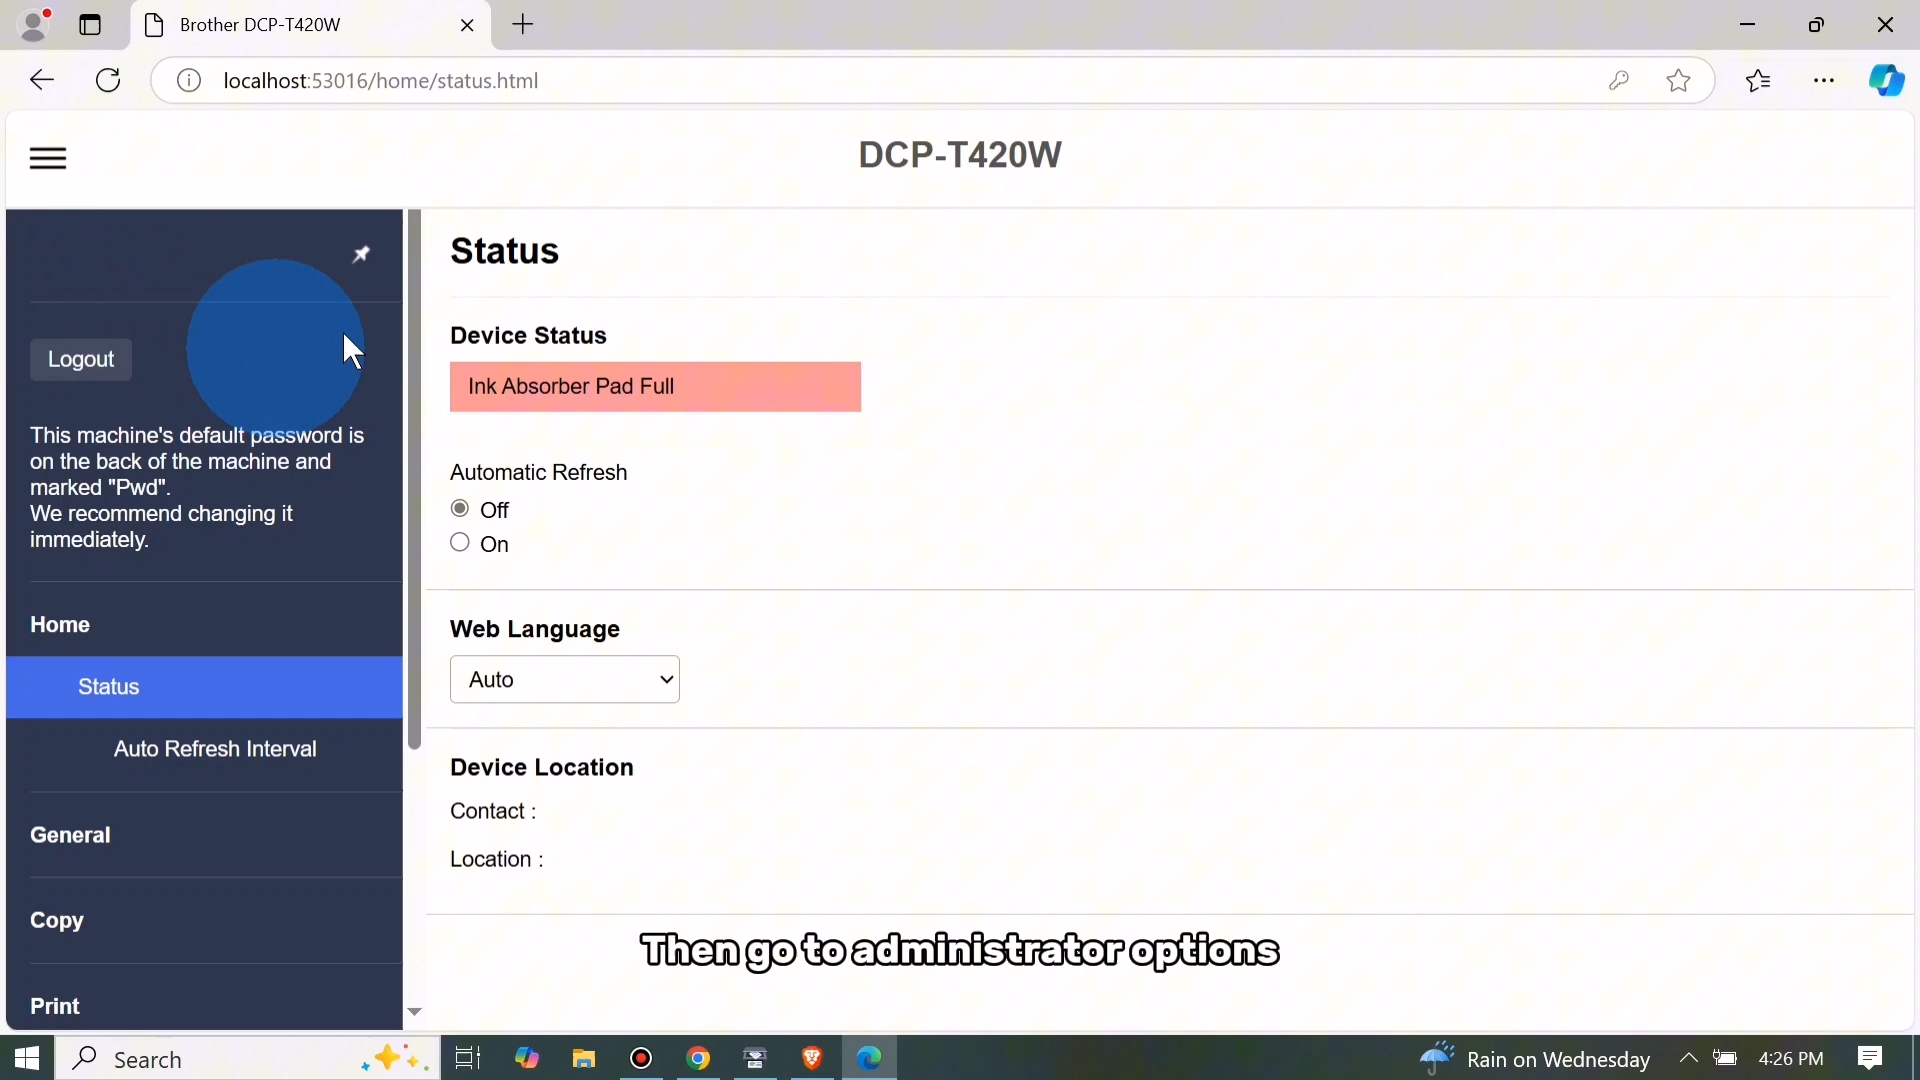 Brother DCP-T420W
localhost:53016/home/status.html
DCP-T420W
Logout
This machine's default password is
on the back of the machine and
marked "Pwd".
We recommend changing it
immediately.
Home
Status
Auto Refresh Interval
General
Copy
Print
Status
Device Status
Ink Absorber Pad Full
Automatic Refresh
Off
On
Web Language
Auto
Device Location
Contact :
Location :
Then go to administrator options
Search
Rain on Wednesday
4:26 PM